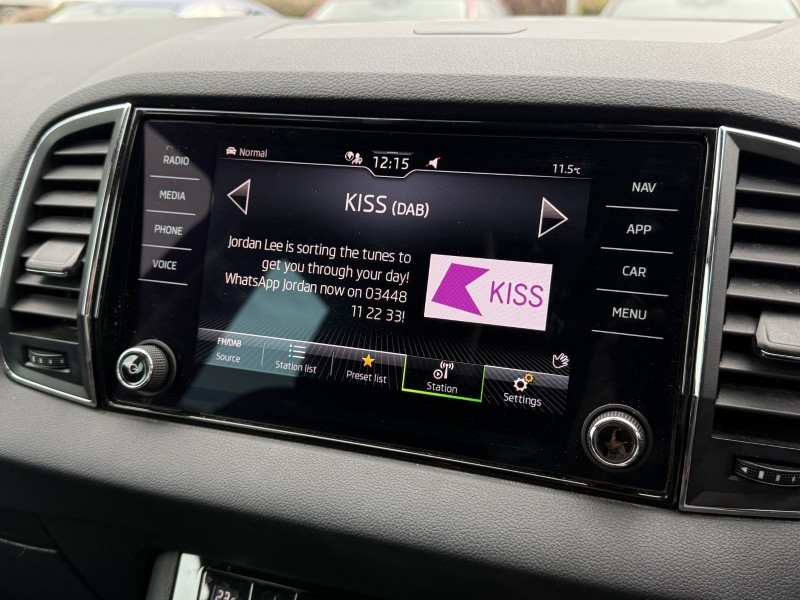 RADIO
MEDIA
PHONE
VOICE
Normal
12:15
11.5°C
KISS (DAB)
Jordan Lee is sorting the tunes to
get you through your day!
WhatsApp Jordan now on 03448
11 22 33!
KISS
FM/DAB
Source
Station list
Preset list
Station
Settings
NAV
APP
CAR
MENU